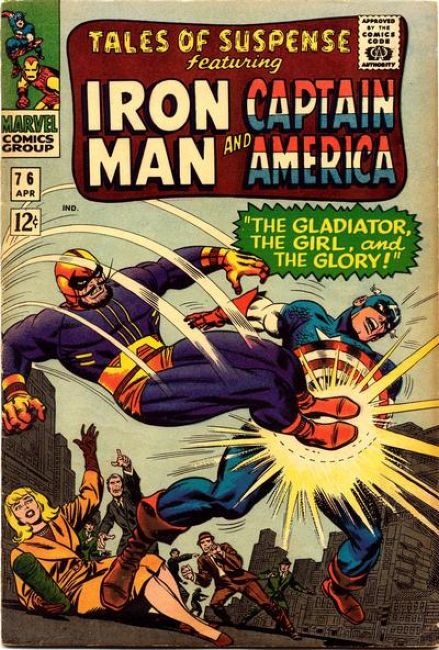 TALES OF SUSPENSE
featuring
IRON MAN AND CAPTAIN AMERICA
APPROVED
BY THE
COMICS
CODE
AUTHORITY
MARVEL
COMICS
GROUP
76
APR
12¢
IND.
"THE GLADIATOR,
THE GIRL, and
THE GLORY!"